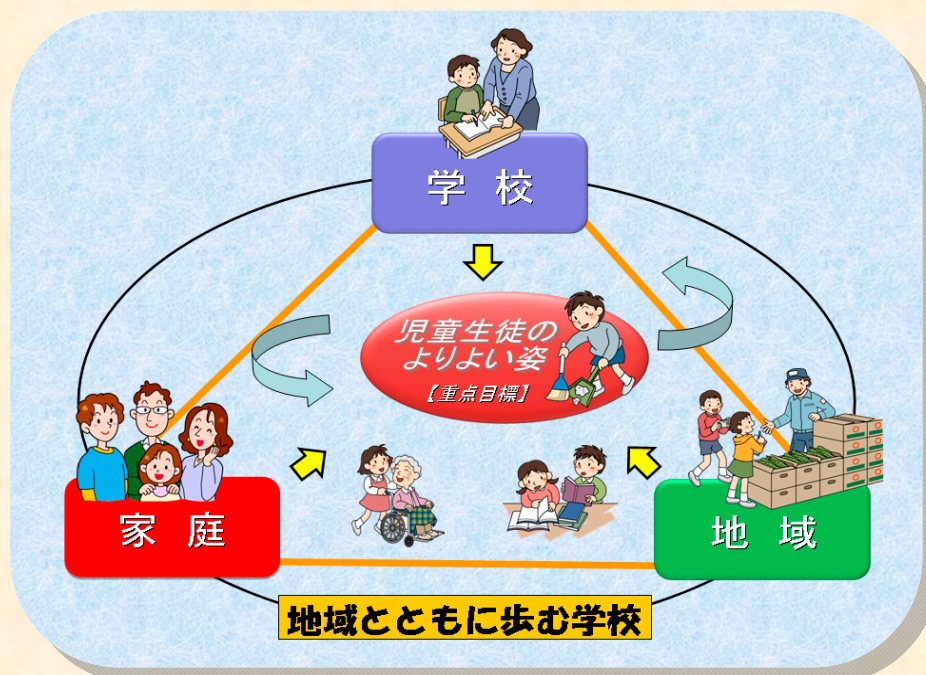 学校
児童生徒の
よりよい姿
【重点目標】
家庭
地域
地域とともに歩む学校